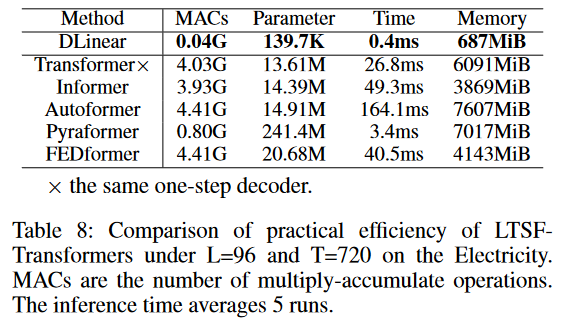 Method MACs Parameter Time Memory
DLinear 0.04G 139.7K 0.4ms 687MiB
Transformer× 4.03G 13.61M 26.8ms 6091MiB
Informer 3.93G 14.39M 49.3ms 3869MiB
Autoformer 4.41G 14.91M 164.1ms 7607MiB
Pyraformer 0.80G 241.4M 3.4ms 7017MiB
FEDformer 4.41G 20.68M 40.5ms 4143MiB
× the same one-step decoder.
Table 8: Comparison of practical efficiency of LTSF-
Transformers under L=96 and T=720 on the Electricity.
MACs are the number of multiply-accumulate operations.
The inference time averages 5 runs.